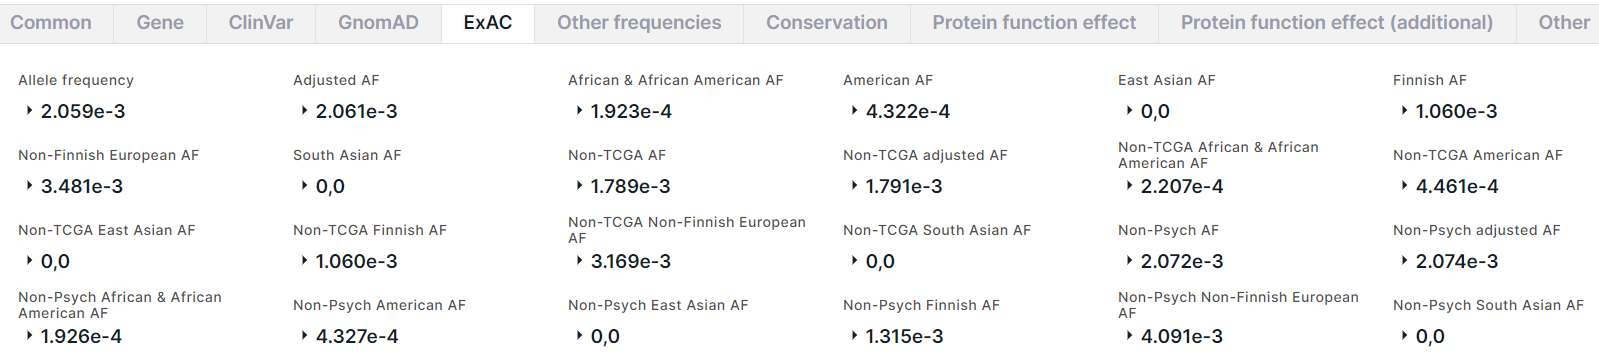 Common Gene ClinVar GnomAD ExAC Other frequencies Conservation Protein function effect Protein function effect (additional) Other
Allele frequency Adjusted AF African & African American AF American AF East Asian AF Finnish AF
2.059e-3 2.061e-3 1.923e-4 4.322e-4 0,0 1.060e-3
Non-Finnish European AF South Asian AF Non-TCGA AF Non-TCGA adjusted AF Non-TCGA African & African American AF Non-TCGA American AF
3.481e-3 0,0 1.789e-3 1.791e-3 2.207e-4 4.461e-4
Non-TCGA East Asian AF Non-TCGA Finnish AF Non-TCGA Non-Finnish European AF Non-TCGA South Asian AF Non-Psych AF Non-Psych adjusted AF
0,0 1.060e-3 3.169e-3 0,0 2.072e-3 2.074e-3
Non-Psych African & African American AF Non-Psych American AF Non-Psych East Asian AF Non-Psych Finnish AF Non-Psych Non-Finnish European AF Non-Psych South Asian AF
1.926e-4 4.327e-4 0,0 1.315e-3 4.091e-3 0,0